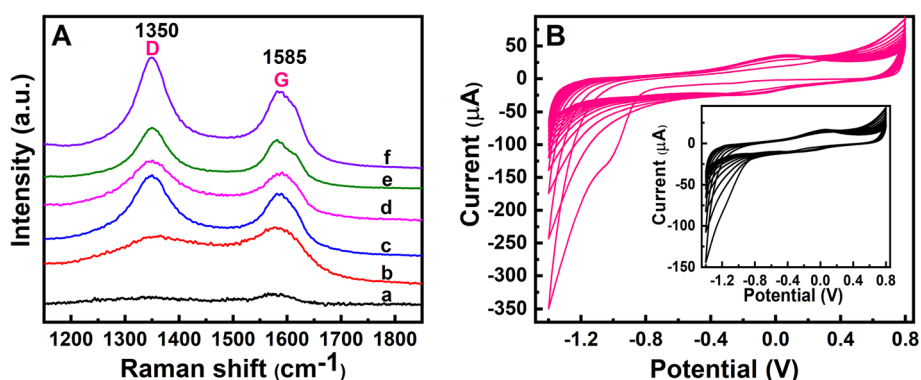 A
1350
D
1585
G
f
e
d
c
b
a
Intensity (a.u.)
1200 1300 1400 1500 1600 1700 1800
Raman shift (cm-1)
B
50
0
-50
-100
-150
-200
-250
-300
-350
Current (μA)
-1.2 -0.8 -0.4 0.0 0.4 0.8
Potential (V)
0
-50
-100
-150
Current (μA)
-1.2 -0.8 -0.4 0.0 0.4 0.8
Potential (V)